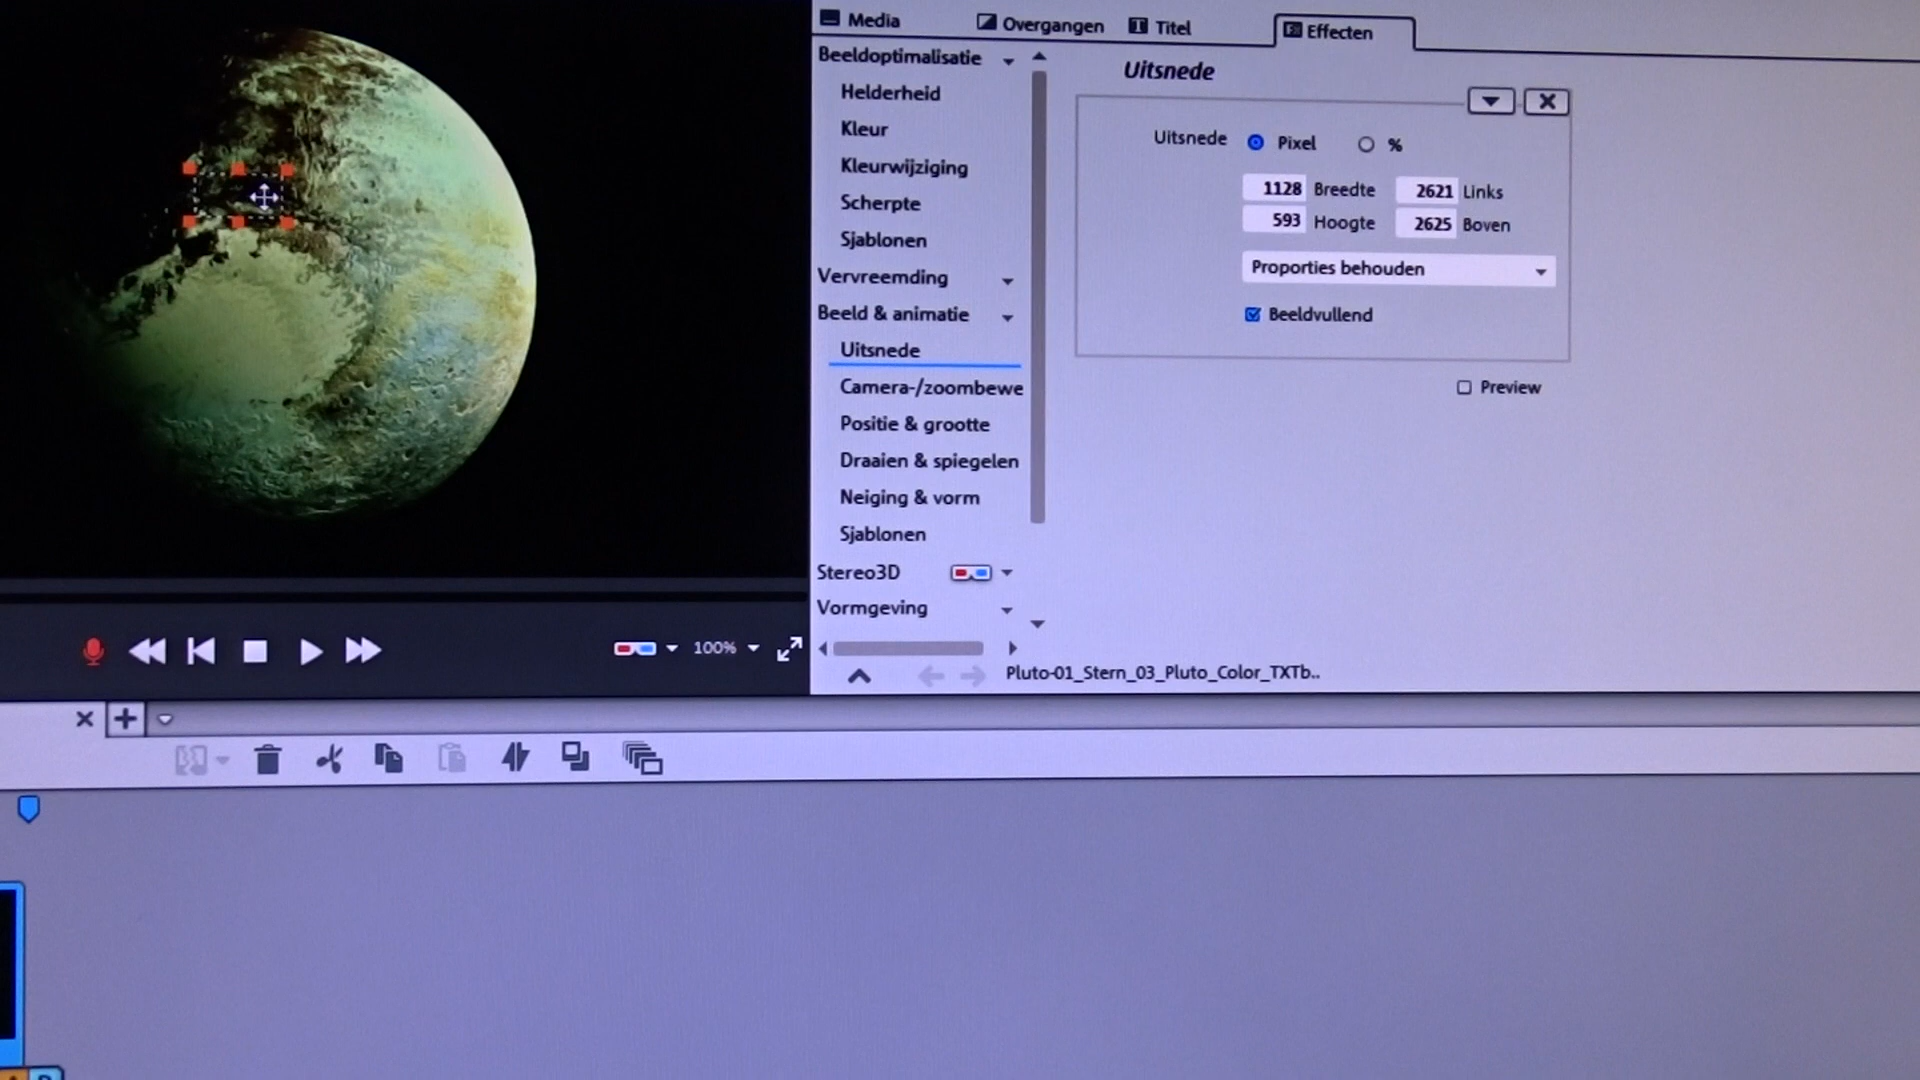 Media
Overgangen
Titel
Effecten
Beeldoptimalisatie
Helderheid
Kleur
Kleurwijziging
Scherpte
Sjablonen
Vervreemding
Beeld & animatie
Uitsnede
Camera-/zoombewe
Positie & grootte
Draaien & spiegelen
Neiging & vorm
Sjablonen
Stereo3D
Vormgeving
Uitsnede
Uitsnede Pixel %
1128 Breedte 2621 Links
593 Hoogte 2625 Boven
Proporties behouden
Beeldvullend
Preview
100%
Pluto-01_Stern_03_Pluto_Color_TXTb..